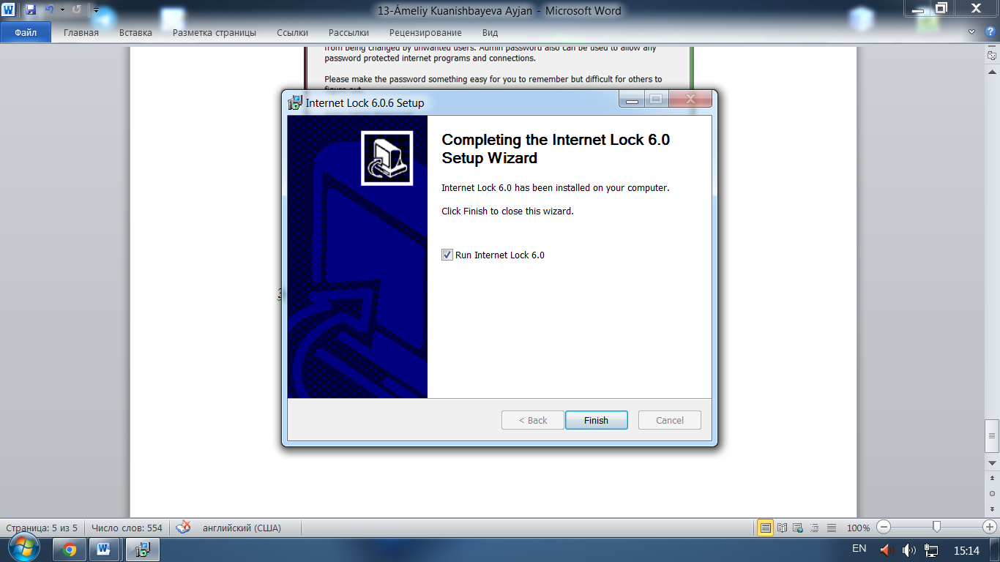 13-Ámeliy Kuanishbayeva Ayjan - Microsoft Word
Файл Главная Вставка Разметка страницы Ссылки Рассылки Рецензирование Вид
from being changed by unwanted users. Admin password also can be used to allow any
password protected internet programs and connections.
Please make the password something easy for you to remember but difficult for others to
figure out.
Internet Lock 6.0.6 Setup
Completing the Internet Lock 6.0
Setup Wizard
Internet Lock 6.0 has been installed on your computer.
Click Finish to close this wizard.
Run Internet Lock 6.0
3
< Back Finish Cancel
Страница: 5 из 5 Число слов: 554 английский (США) 100%
EN 15:14